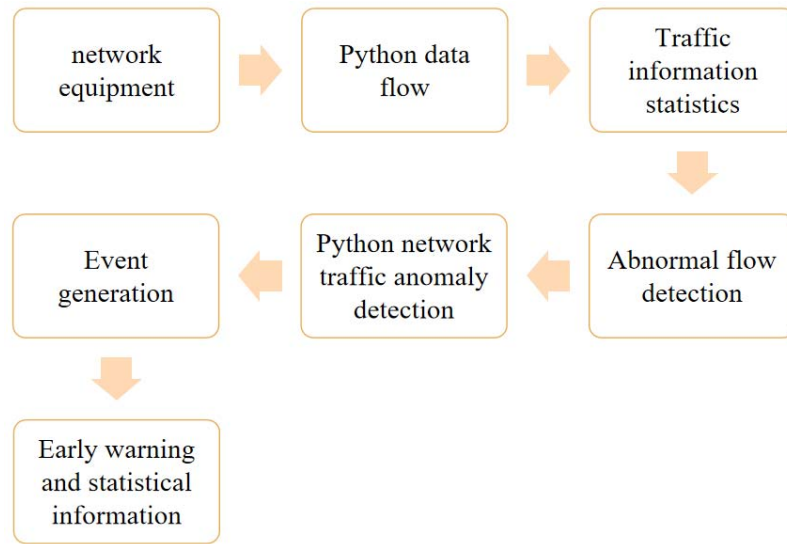 network
equipment
Python data
flow
Traffic
information
statistics
Abnormal flow
detection
Python network
traffic anomaly
detection
Event
generation
Early warning
and statistical
information